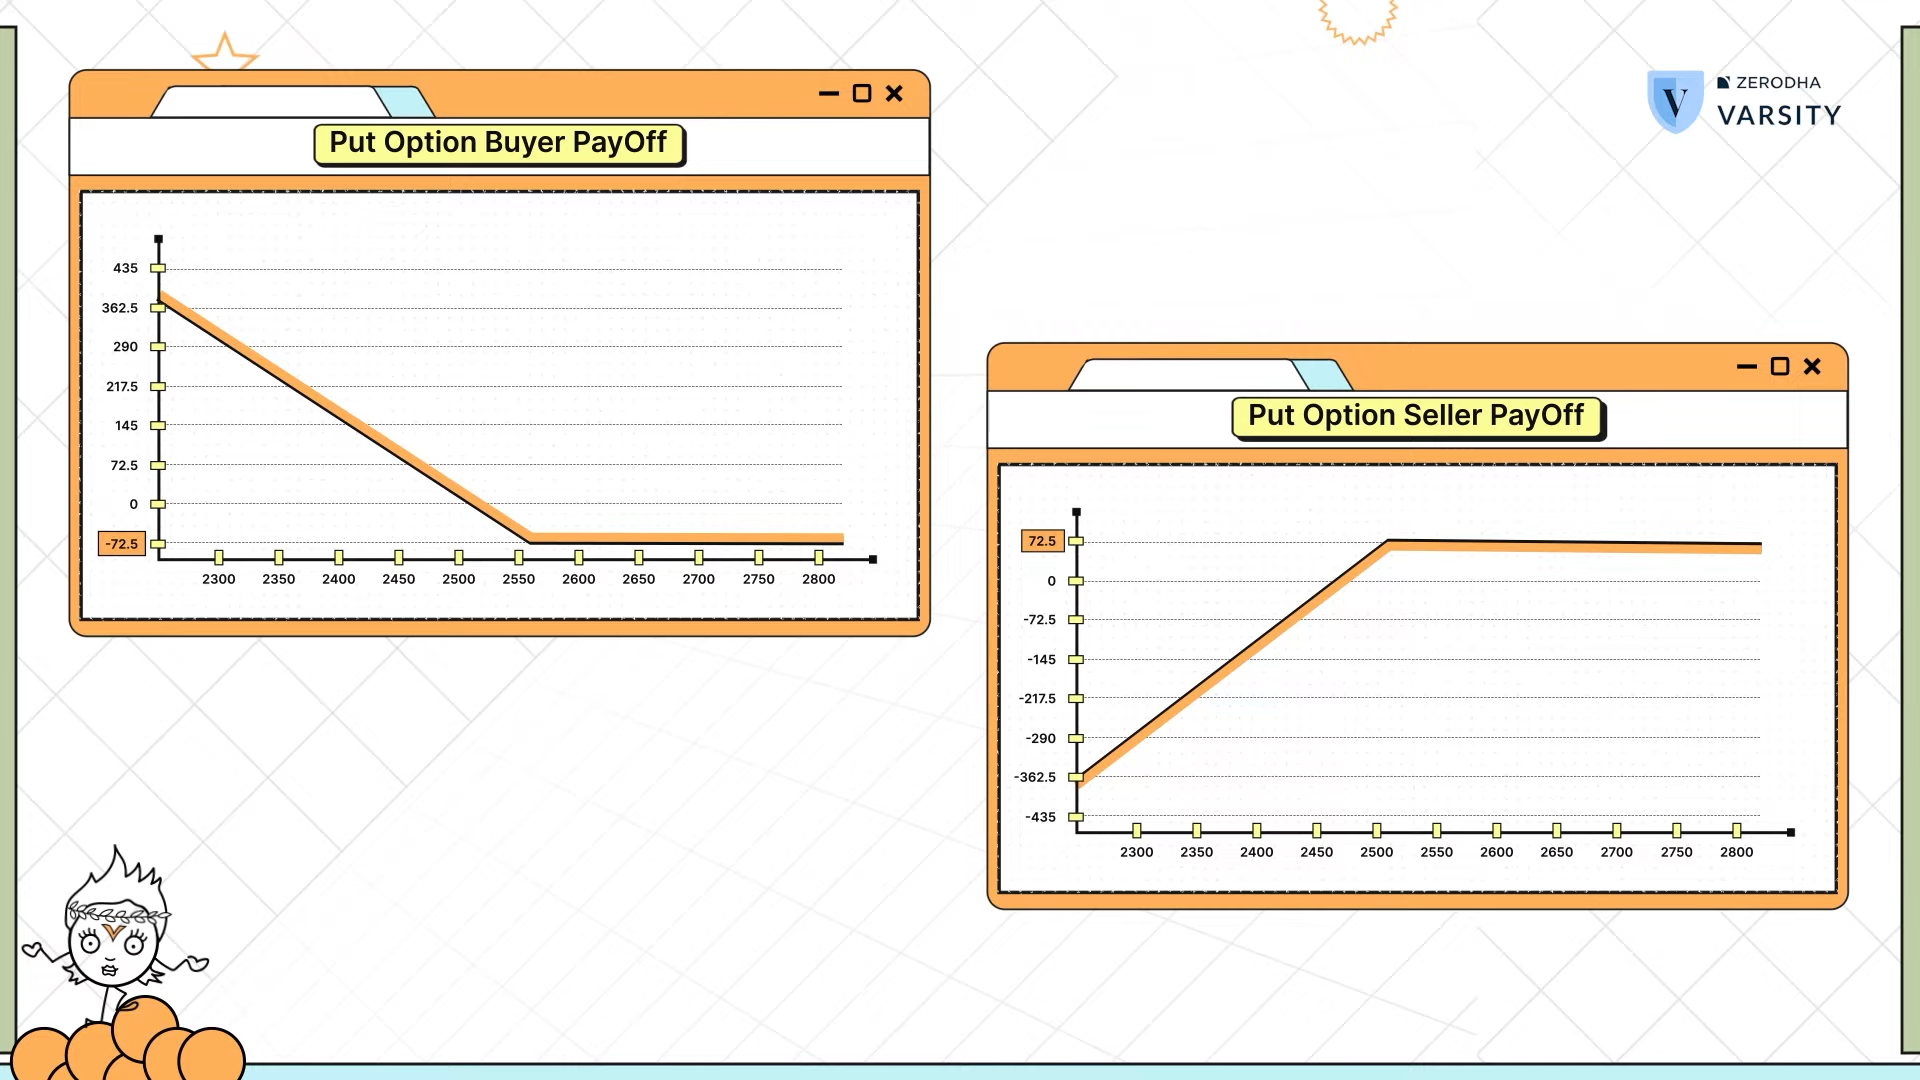 ZERODHA
VARSITY
Put Option Buyer PayOff
435
362.5
290
217.5
145
72.5
0
-72.5
2300 2350 2400 2450 2500 2550 2600 2650 2700 2750 2800
Put Option Seller PayOff
72.5
0
-72.5
-145
-217.5
-290
-362.5
-435
2300 2350 2400 2450 2500 2550 2600 2650 2700 2750 2800